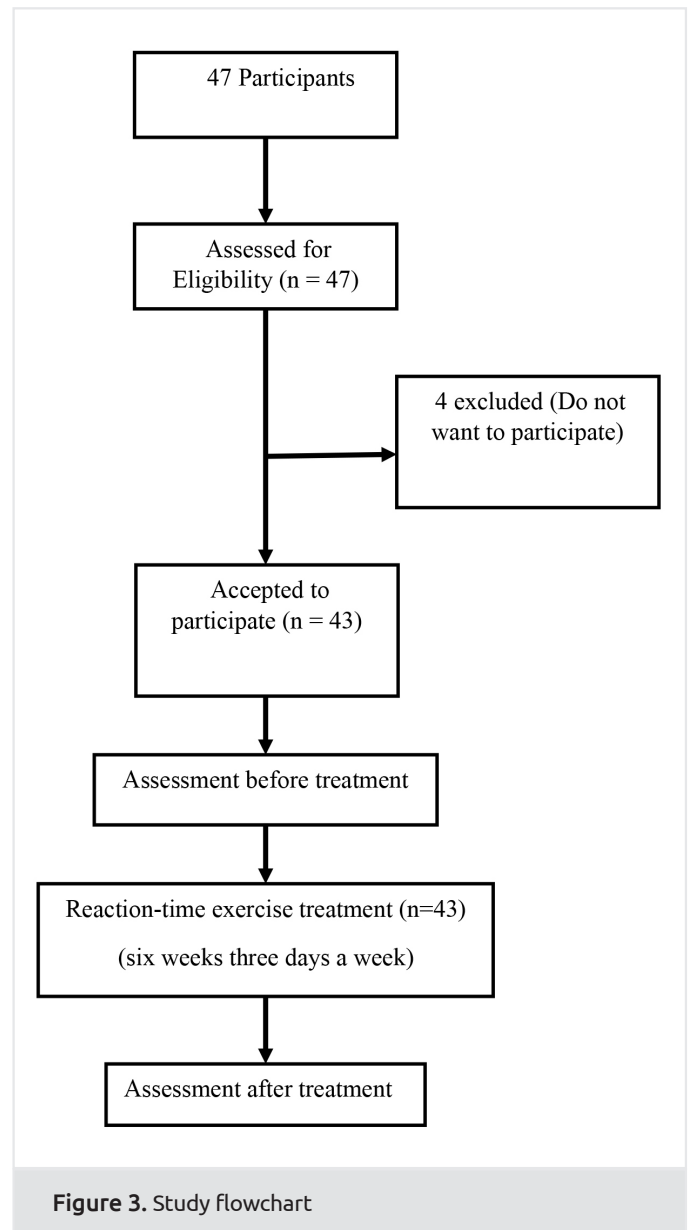 47 Participants
Assessed for
Eligibility (n = 47)
4 excluded (Do not
want to participate)
Accepted to
participate (n = 43)
Assessment before treatment
Reaction-time exercise treatment (n=43)
(six weeks three days a week)
Assessment after treatment
Figure 3. Study flowchart